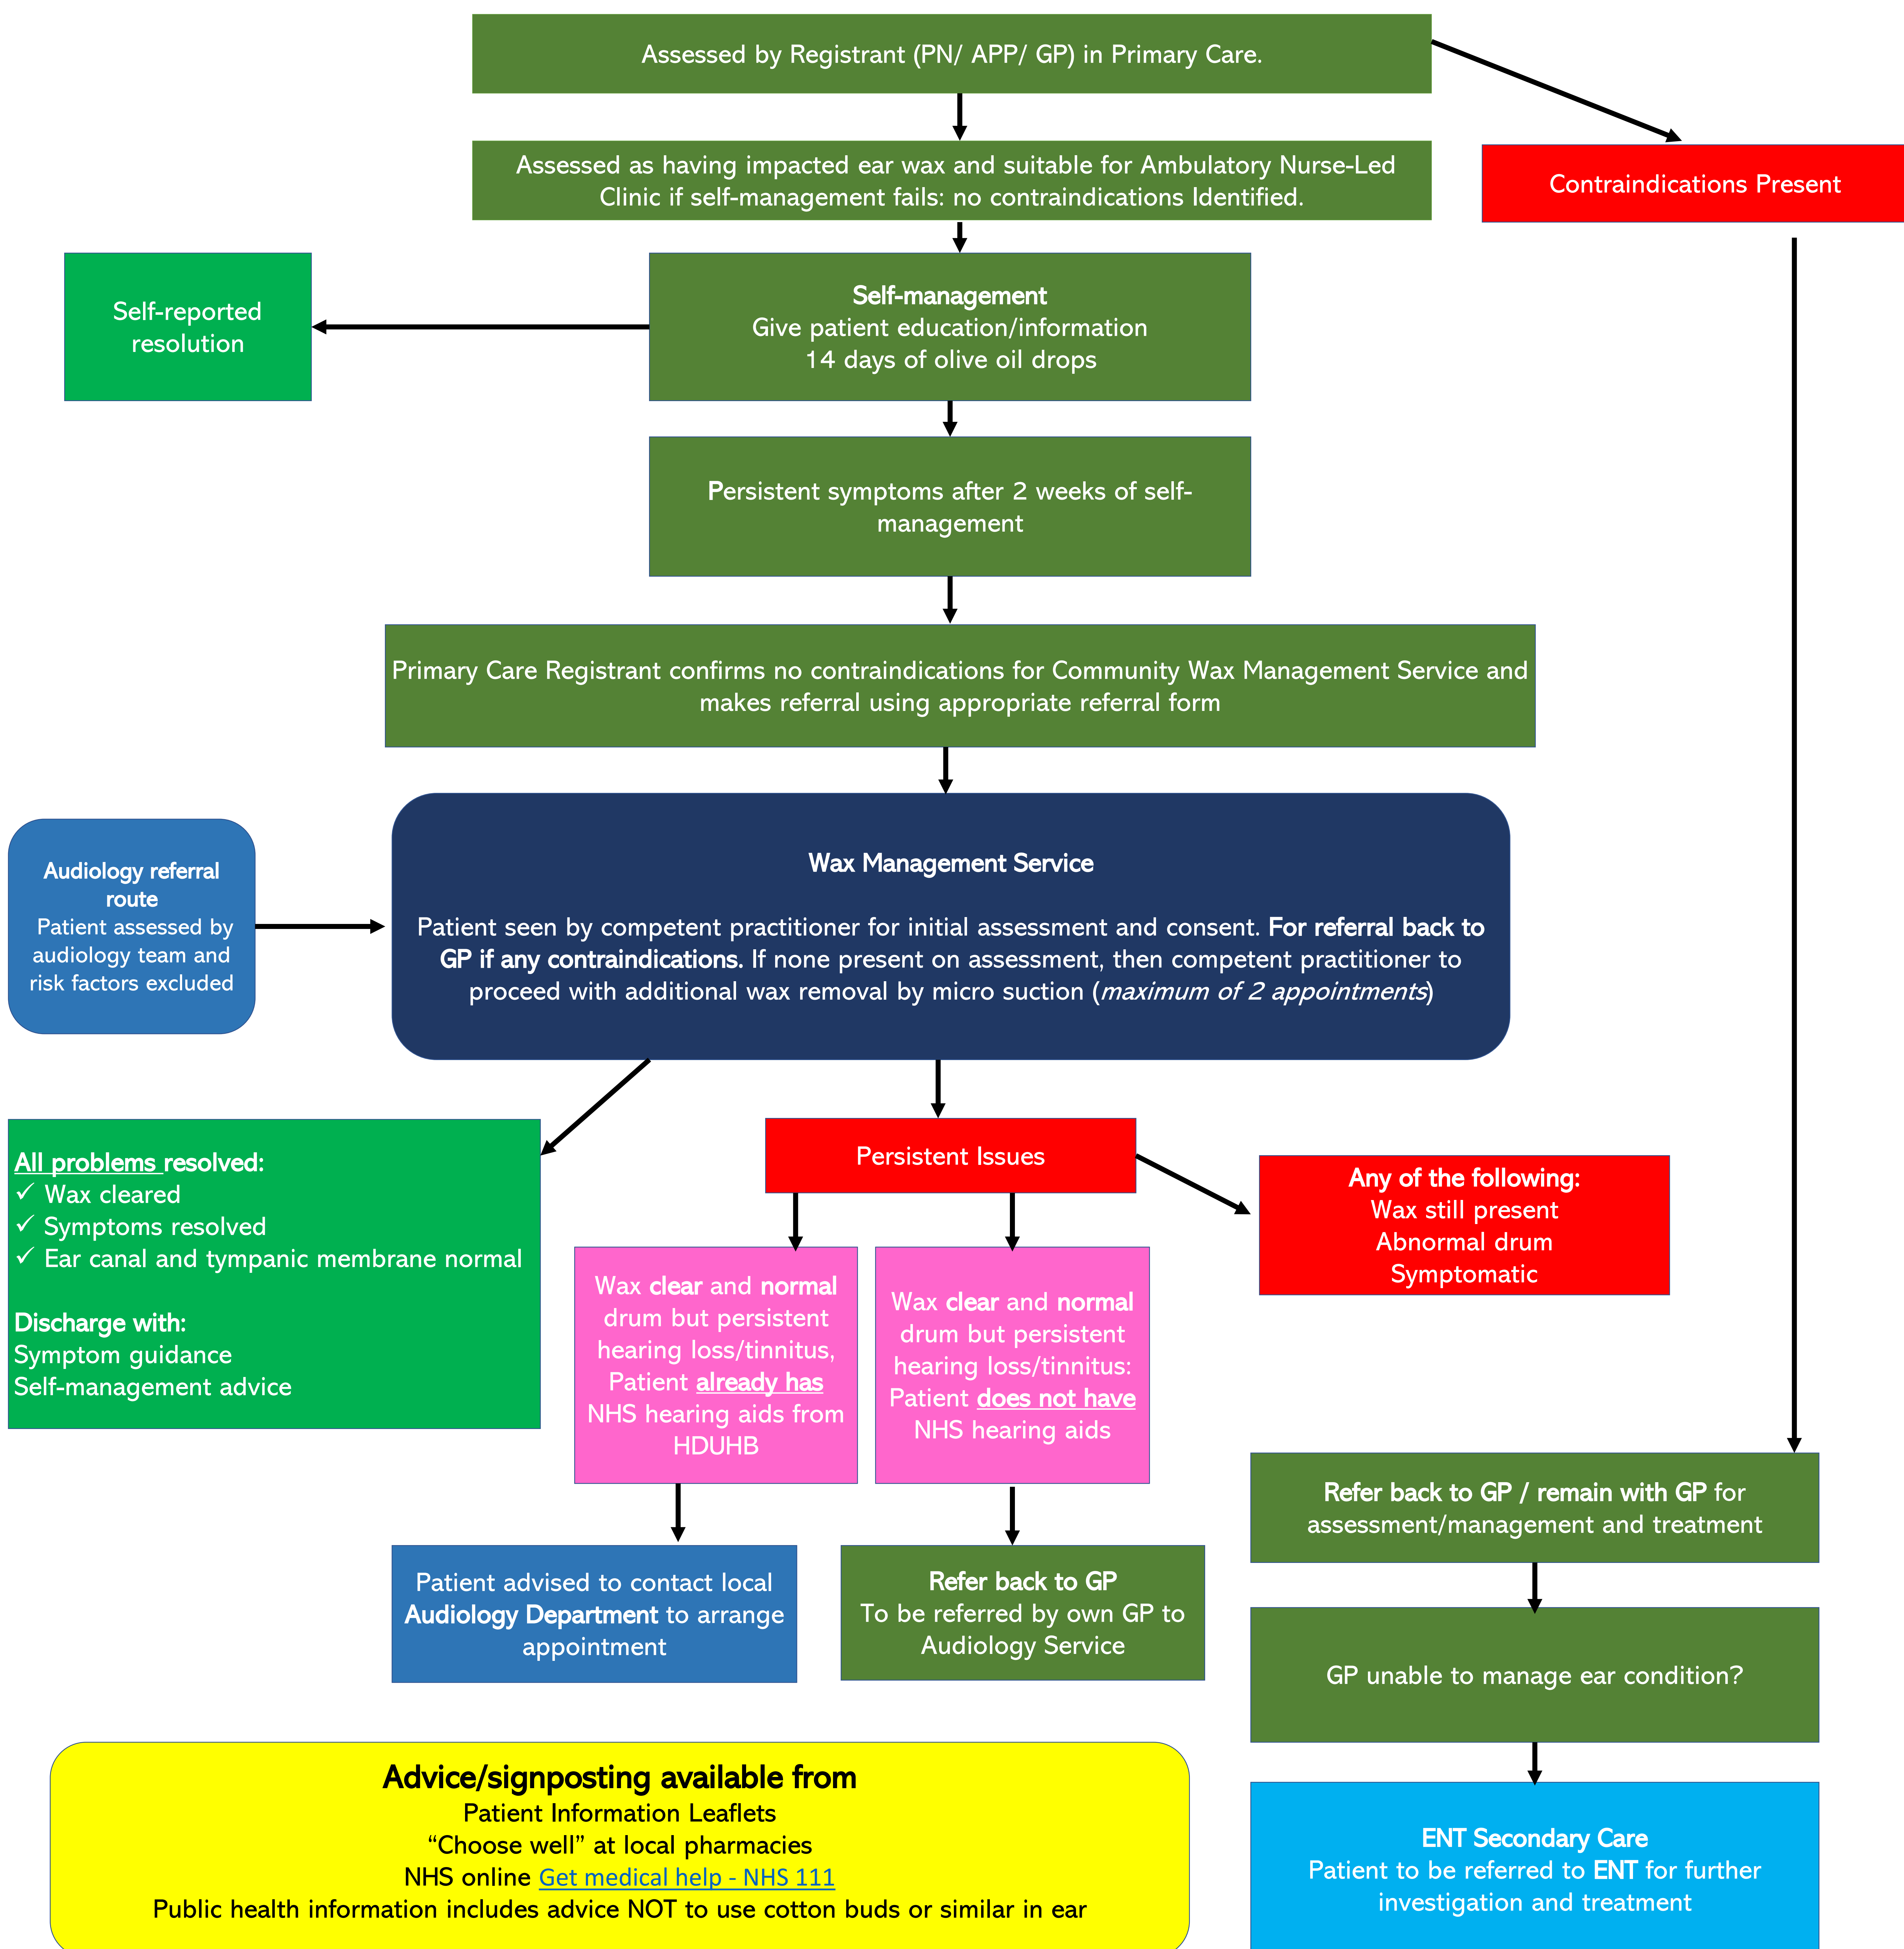 Assessed by Registrant (PN/ APP/ GP) in Primary Care.
Assessed as having impacted ear wax and suitable for Ambulatory Nurse-Led
Clinic if self-management fails: no contraindications Identified.
Contraindications Present
Self-reported
resolution
Self-management
Give patient education/information
14 days of olive oil drops
Persistent symptoms after 2 weeks of self-
management
Primary Care Registrant confirms no contraindications for Community Wax Management Service and
makes referral using appropriate referral form
Audiology referral
route
Patient assessed by
audiology team and
risk factors excluded
Wax Management Service
Patient seen by competent practitioner for initial assessment and consent. For referral back to
GP if any contraindications. If none present on assessment, then competent practitioner to
proceed with additional wax removal by micro suction (maximum of 2 appointments)
All problems resolved:
✓ Wax cleared
✓ Symptoms resolved
✓ Ear canal and tympanic membrane normal
Discharge with:
Symptom guidance
Self-management advice
Persistent Issues
Any of the following:
Wax still present
Abnormal drum
Symptomatic
Wax clear and normal
drum but persistent
hearing loss/tinnitus,
Patient already has
NHS hearing aids from
HDUHB
Wax clear and normal
drum but persistent
hearing loss/tinnitus:
Patient does not have
NHS hearing aids
Refer back to GP / remain with GP for
assessment/management and treatment
Patient advised to contact local
Audiology Department to arrange
appointment
Refer back to GP
To be referred by own GP to
Audiology Service
GP unable to manage ear condition?
Advice/signposting available from
Patient Information Leaflets
“Choose well” at local pharmacies
NHS online Get medical help - NHS 111
Public health information includes advice NOT to use cotton buds or similar in ear
ENT Secondary Care
Patient to be referred to ENT for further
investigation and treatment